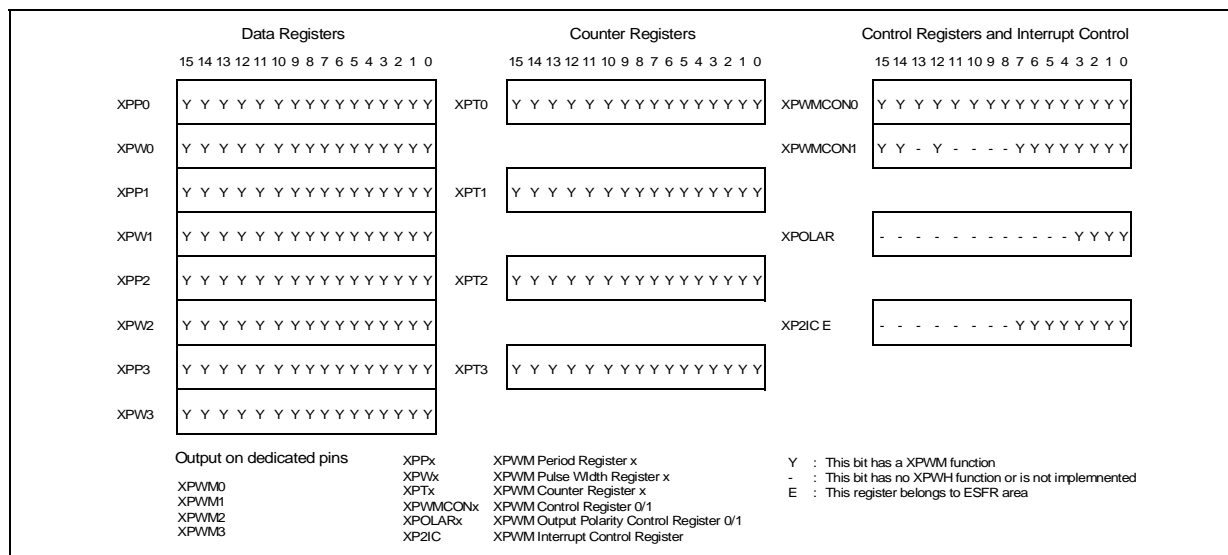 Data Registers
15 14 13 12 11 10 9 8 7 6 5 4 3 2 1 0
XPP0 Y Y Y Y Y Y Y Y Y Y Y Y Y Y Y Y
XPW0 Y Y Y Y Y Y Y Y Y Y Y Y Y Y Y Y
XPP1 Y Y Y Y Y Y Y Y Y Y Y Y Y Y Y Y
XPW1 Y Y Y Y Y Y Y Y Y Y Y Y Y Y Y Y
XPP2 Y Y Y Y Y Y Y Y Y Y Y Y Y Y Y Y
XPW2 Y Y Y Y Y Y Y Y Y Y Y Y Y Y Y Y
XPP3 Y Y Y Y Y Y Y Y Y Y Y Y Y Y Y Y
XPW3 Y Y Y Y Y Y Y Y Y Y Y Y Y Y Y Y
Counter Registers
15 14 13 12 11 10 9 8 7 6 5 4 3 2 1 0
XPT0 Y Y Y Y Y Y Y Y Y Y Y Y Y Y Y Y
XPT1 Y Y Y Y Y Y Y Y Y Y Y Y Y Y Y Y
XPT2 Y Y Y Y Y Y Y Y Y Y Y Y Y Y Y Y
XPT3 Y Y Y Y Y Y Y Y Y Y Y Y Y Y Y Y
Control Registers and Interrupt Control
15 14 13 12 11 10 9 8 7 6 5 4 3 2 1 0
XPWMCON0 Y Y Y Y Y Y Y Y Y Y Y Y Y Y Y Y
XPWMCON1 Y Y - Y - - - - Y Y Y Y Y Y Y Y
XPOLAR - - - - - - - - - - - - Y Y Y Y
XP2IC E - - - - - - - - Y Y Y Y Y Y Y Y
Output on dedicated pins
XPWM0
XPWM1
XPWM2
XPWM3
XPPx XPWM Period Register x
XPWx XPWM Pulse WIdth Register x
XPTx XPWM Counter Register x
XPWMCONx XPWM Control Register 0/1
XPOLARx XPWM Output Polarity Control Register 0/1
XP2IC XPWM Interrupt Control Register
Y : This bit has a XPWM function
- : This bit has no XPWH function or is not implemnented
E : This register belongs to ESFR area